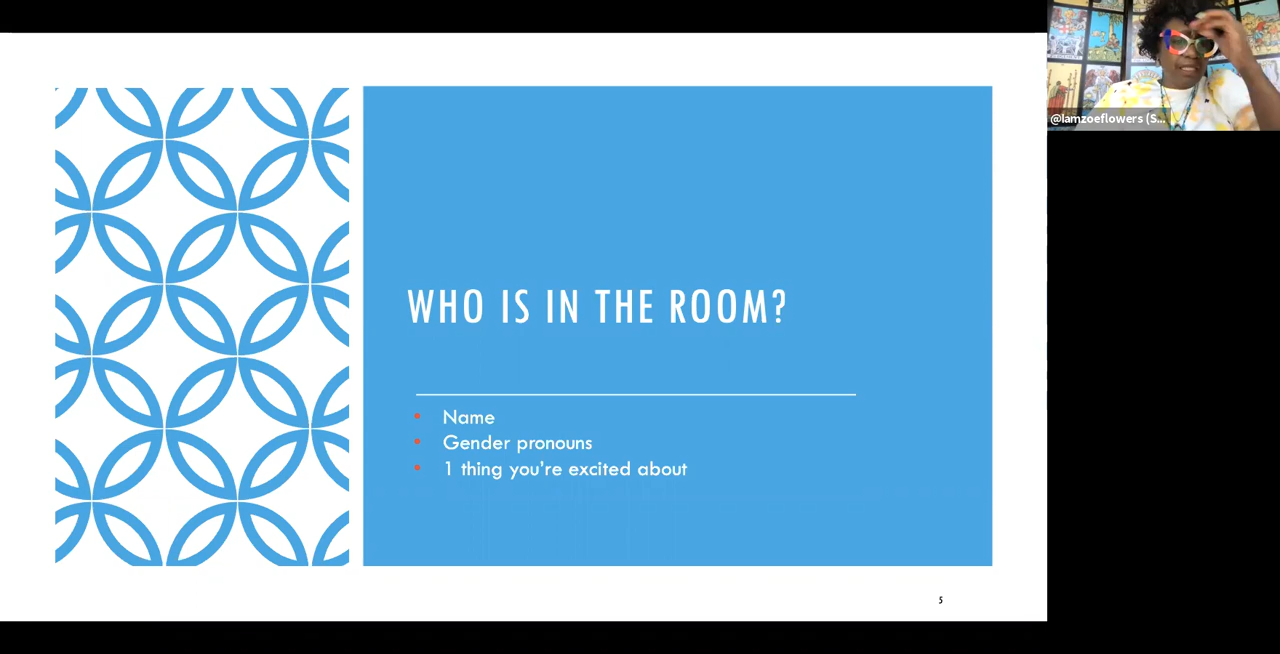 WHO IS IN THE ROOM?
• Name
• Gender pronouns
• 1 thing you’re excited about
5
@Iamzoeflowers (S...